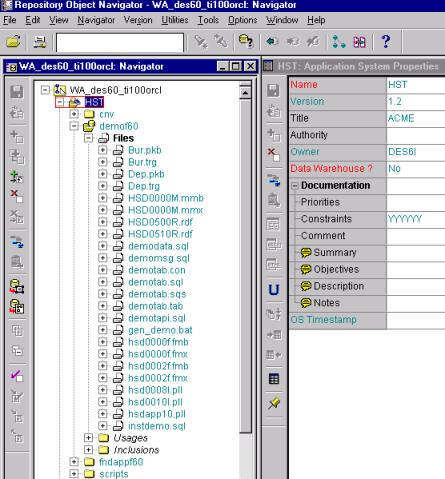 Repository Object Navigator - WA_des60_ti100orcl: Navigator
File Edit View Navigator Version Utilities Tools Options Window Help
WA_des60_ti100orcl: Navigator
WA_des60_ti100orcl
HST
cnv
demof60
Files
Bur.pkb
Bur.trg
Dep.pkb
Dep.trg
HSD0000M.mmb
HSD0000M.mmx
HSD0500R.rdf
HSD0510R.rdf
demodata.sql
demomsg.sql
demotab.con
demotab.sql
demotab.sqs
demotab.tab
demotapi.sql
gen_demo.bat
hsd0000f.fmb
hsd0000f.fmx
hsd0002f.fmb
hsd0002f.fmx
hsd0008l.pll
hsd0010l.pll
hsdapp10.pll
instdemo.sql
Usages
Inclusions
fndappf60
scripts
HST: Application System Properties
Name HST
Version 1.2
Title ACME
Authority
Owner DES6I
Data Warehouse ? No
Documentation
Priorities
Constraints YYYYYY
Comment
Summary
Objectives
Description
Notes
OS Timestamp